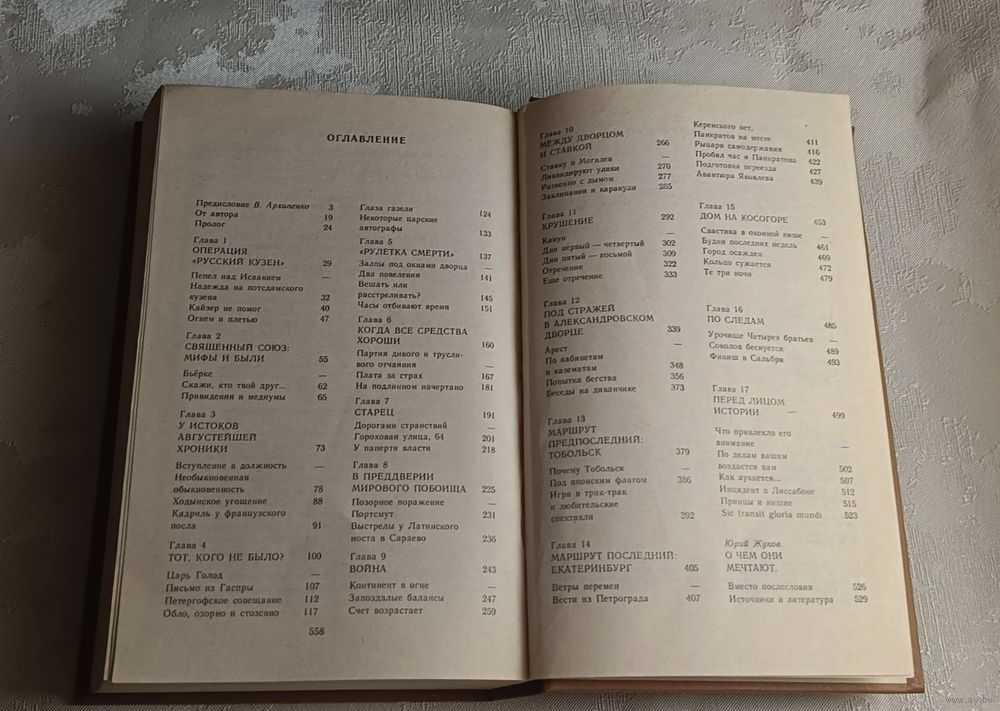 ОГЛАВЛЕНИЕ
Предисловие В. Архипенко 3
От автора 19
Пролог 24
Глава 1
ОПЕРАЦИЯ
«РУССКИЙ КУЗЕН» 29
Пепел над Исаакием —
Надежда на потсдамского
кузена 32
Кайзер не помог 40
Огнем и плетью 47
Глава 2
СВЯЩЕННЫЙ СОЮЗ:
МИФЫ И БЫЛИ 55
Бьёрке —
Скажи, кто твой друг... 62
Привидения и медиумы 65
Глава 3
У ИСТОКОВ
АВГУСТЕЙШЕЙ
ХРОНИКИ 73
Вступление в должность —
Необыкновенная
обыкновенность 78
Ходынское угощение 88
Кадриль у французского
посла 91
Глава 4
ТОТ, КОГО НЕ БЫЛО? 100
Царь Голод —
Письмо из Гаспры 107
Петергофское совещание 112
Обло, озорно и стозевно 117
558
Глаза газели 124
Некоторые царские
автографы 133
Глава 5
«РУЛЕТКА СМЕРТИ» 137
Залпы под окнами дворца —
Два повеления 141
Вешать или
расстреливать? 145
Часы отбивают время 151
Глава 6
КОГДА ВСЕ СРЕДСТВА
ХОРОШИ 160
Партия дикого и трусли-
вого отчаяния —
Плата за страх 167
На подлинном начертано 181
Глава 7
СТАРЕЦ 191
Дорогами странствий —
Гороховая улица, 64 201
У паперти власти 218
Глава 8
В ПРЕДДВЕРИИ
МИРОВОГО ПОБОИЩА 225
Позорное поражение —
Портсмут 231
Выстрелы у Латинского
моста в Сараево 236
Глава 9
ВОЙНА 243
Континент в огне —
Запоздалые балансы 247
Счет возрастает 259
Глава 10
МЕЖДУ ДВОРЦОМ
И СТАВКОЙ 266
Ставку в Могилев —
Ликвидируют улики 270
Развеяно с дымом 277
Заклинания и каракули 285
Глава 11
КРУШЕНИЕ 292
Канун —
Дни первый — четвертый 302
Дни пятый — восьмой 309
Отречение 322
Еще отречение 333
Глава 12
ПОД СТРАЖЕЙ
В АЛЕКСАНДРОВСКОМ
ДВОРЦЕ 339
Арест —
По кабинетам
и казематам 348
Попытка бегства 356
Беседы на диванчике 373
Глава 13
МАРШРУТ
ПРЕДПОСЛЕДНИЙ:
ТОБОЛЬСК 379
Почему Тобольск —
Под японским флагом 386
Игра в трик-трак
и любительские
спектакли 392
Глава 14
МАРШРУТ ПОСЛЕДНИЙ:
ЕКАТЕРИНБУРГ 405
Ветры перемен —
Вести из Петрограда 407
Керенского нет,
Панкратов на месте 411
Рыцари самодержавия 416
Пробил час и Панкратова 422
Подготовка переезда 427
Авантюра Яковлева 439
Глава 15
ДОМ НА КОСОГОРЕ 453
Свастика в оконной нише —
Будни последних недель 461
Город осажден 469
Кольцо сужается 472
Те три ночи 479
Глава 16
ПО СЛЕДАМ 485
Урочище Четырех братьев —
Соколов беснуется 489
Финиш в Сальбри 493
Глава 17
ПЕРЕД ЛИЦОМ
ИСТОРИИ — 499
Что привлекло его
внимание —
По делам вашим
воздастся вам 502
Как аукнется... 507
Инцидент в Лиссабоне 512
Принцы и нищие 515
Sic transit gloria mundi 523
Юрий Жуков.
О ЧЕМ ОНИ
МЕЧТАЮТ.
Вместо послесловия 526
Источники и литература 529
www.ay.by